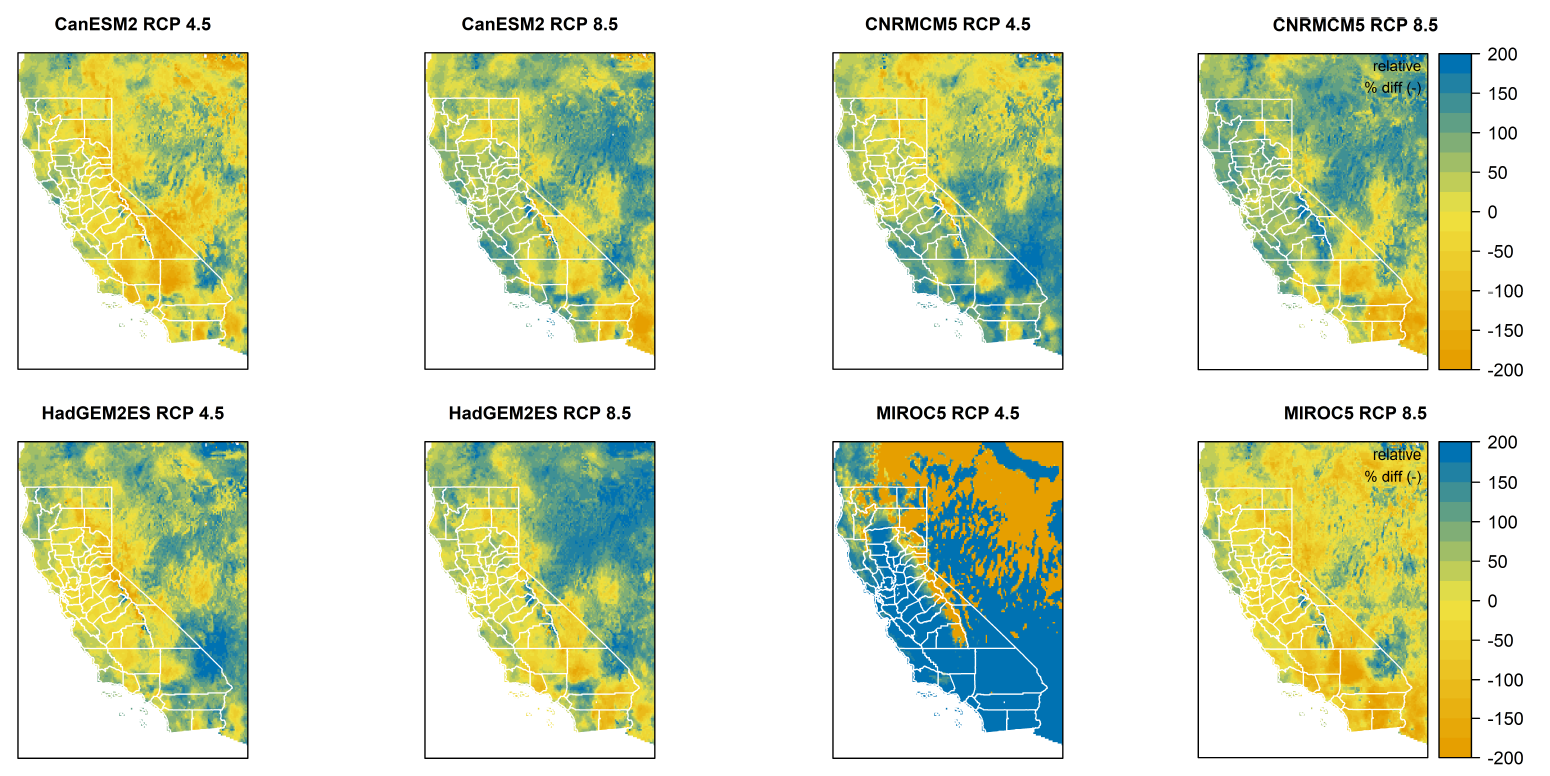 CanESM2 RCP 4.5
CanESM2 RCP 8.5
CNRMCM5 RCP 4.5
CNRMCM5 RCP 8.5
relative
% diff (-)
200
150
100
50
0
-50
-100
-150
-200
HadGEM2ES RCP 4.5
HadGEM2ES RCP 8.5
MIROC5 RCP 4.5
MIROC5 RCP 8.5
relative
% diff (-)
200
150
100
50
0
-50
-100
-150
-200